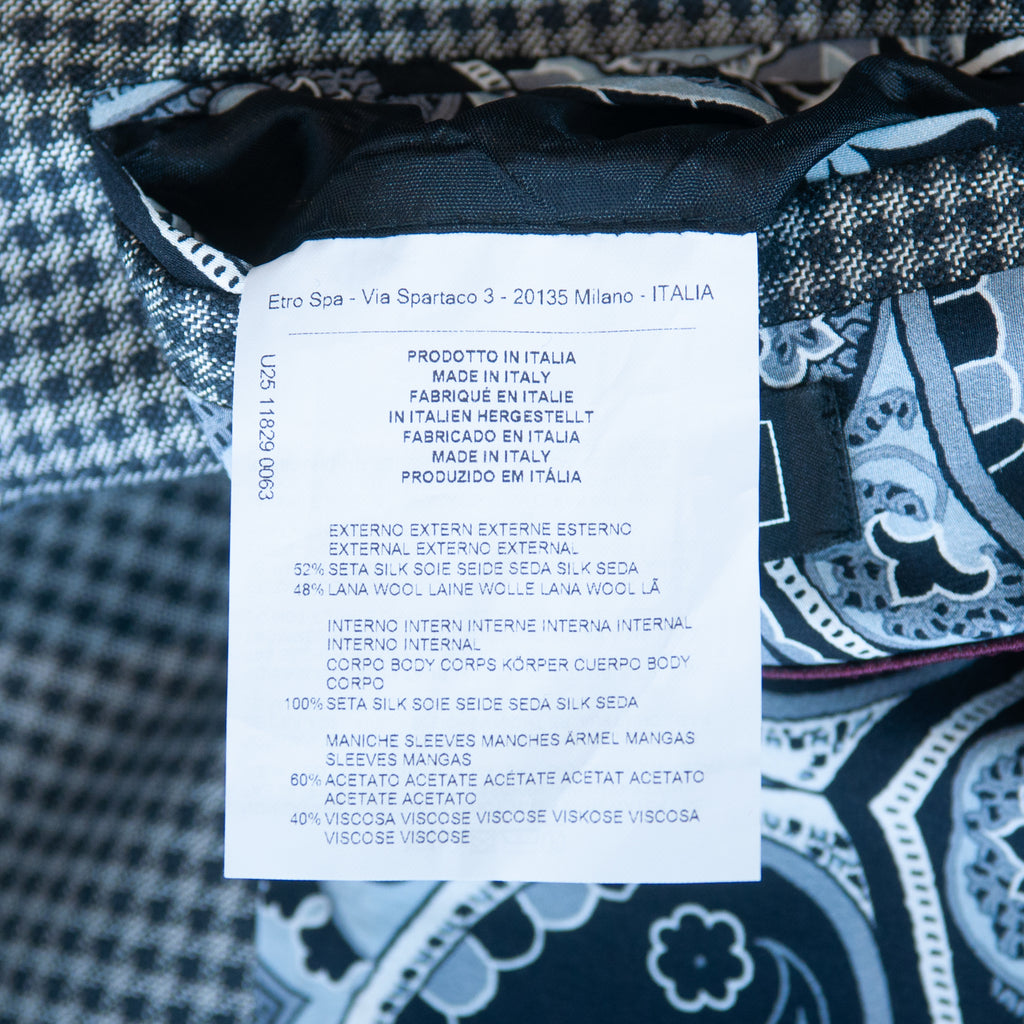 Etro Spa - Via Spartaco 3 - 20135 Milano - ITALIA
U25 11829 0063
PRODOTTO IN ITALIA
MADE IN ITALY
FABRIQUÉ EN ITALIE
IN ITALIEN HERGESTELLT
FABRICADO EN ITALIA
MADE IN ITALY
PRODUZIDO EM ITÁLIA
EXTERNO EXTERN EXTERNE ESTERNO
EXTERNAL EXTERNO EXTERNAL
52% SETA SILK SOIE SEIDE SEDA SILK SEDA
48% LANA WOOL LAINE WOLLE LANA WOOL LÃ
INTERNO INTERN INTERNE INTERNA INTERNAL
INTERNO INTERNAL
CORPO BODY CORPS KÖRPER CUERPO BODY
CORPO
100% SETA SILK SOIE SEIDE SEDA SILK SEDA
MANICHE SLEEVES MANCHES ÄRMEL MANGAS
SLEEVES MANGAS
60% ACETATO ACETATE ACÉTATE ACETAT ACETATO
ACETATE ACETATO
40% VISCOSA VISCOSE VISCOSE VISKOSE VISCOSA
VISCOSE VISCOSE